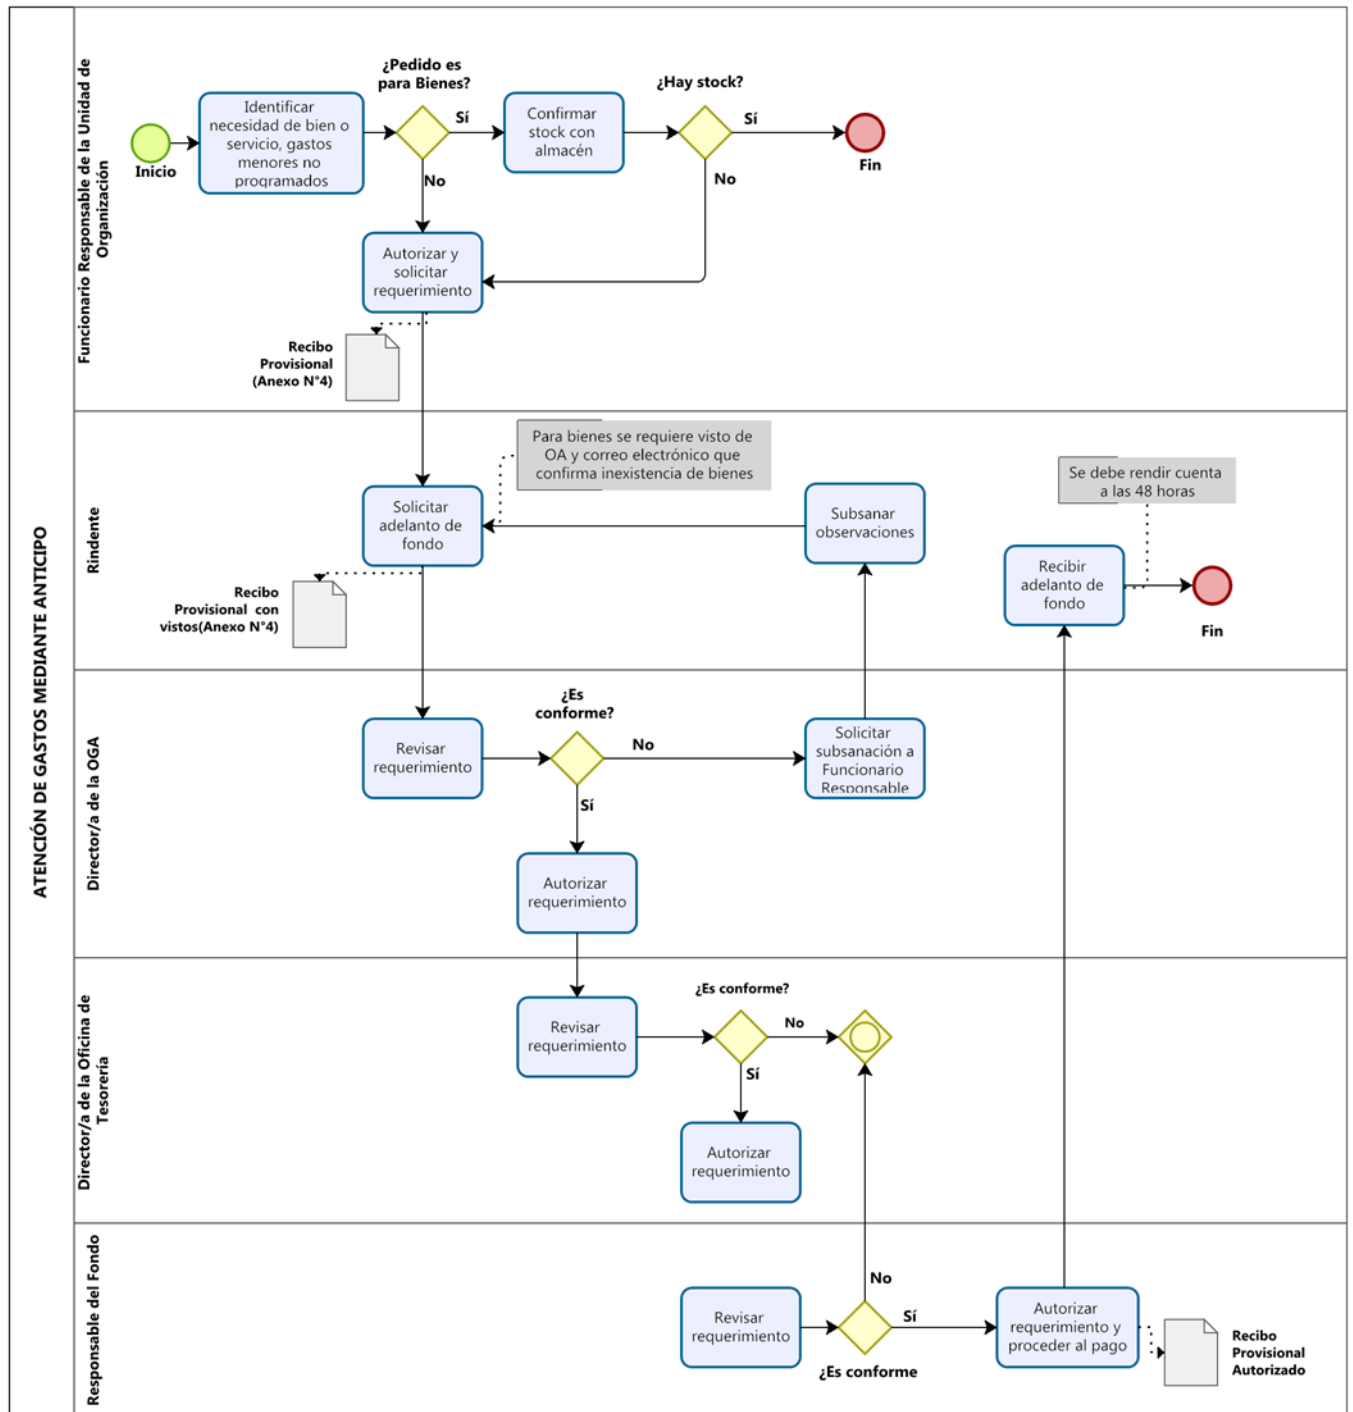 ATENCIÓN DE GASTOS MEDIANTE ANTICIPO
Funcionario Responsable de la Unidad de
Organización
Inicio
Identificar
necesidad de bien o
servicio, gastos
menores no
programados
¿Pedido es
para Bienes?
Sí
No
Confirmar
stock con
almacén
¿Hay stock?
Sí
No
Fin
Autorizar y
solicitar
requerimiento
Recibo
Provisional
(Anexo N°4)
Rindente
Para bienes se requiere visto de
OA y correo electrónico que
confirma inexistencia de bienes
Solicitar
adelanto de
fondo
Subsanar
observaciones
Se debe rendir cuenta
a las 48 horas
Recibir
adelanto de
fondo
Fin
Recibo
Provisional con
vistos(Anexo N°4)
Director/a de la OGA
Revisar
requerimiento
¿Es
conforme?
No
Sí
Solicitar
subsanación a
Funcionario
Responsable
Autorizar
requerimiento
Director/a de la Oficina de
Tesorería
Revisar
requerimiento
¿Es conforme?
No
Sí
Autorizar
requerimiento
Responsable del Fondo
Revisar
requerimiento
No
Sí
¿Es conforme
Autorizar
requerimiento y
proceder al pago
Recibo
Provisional
Autorizado